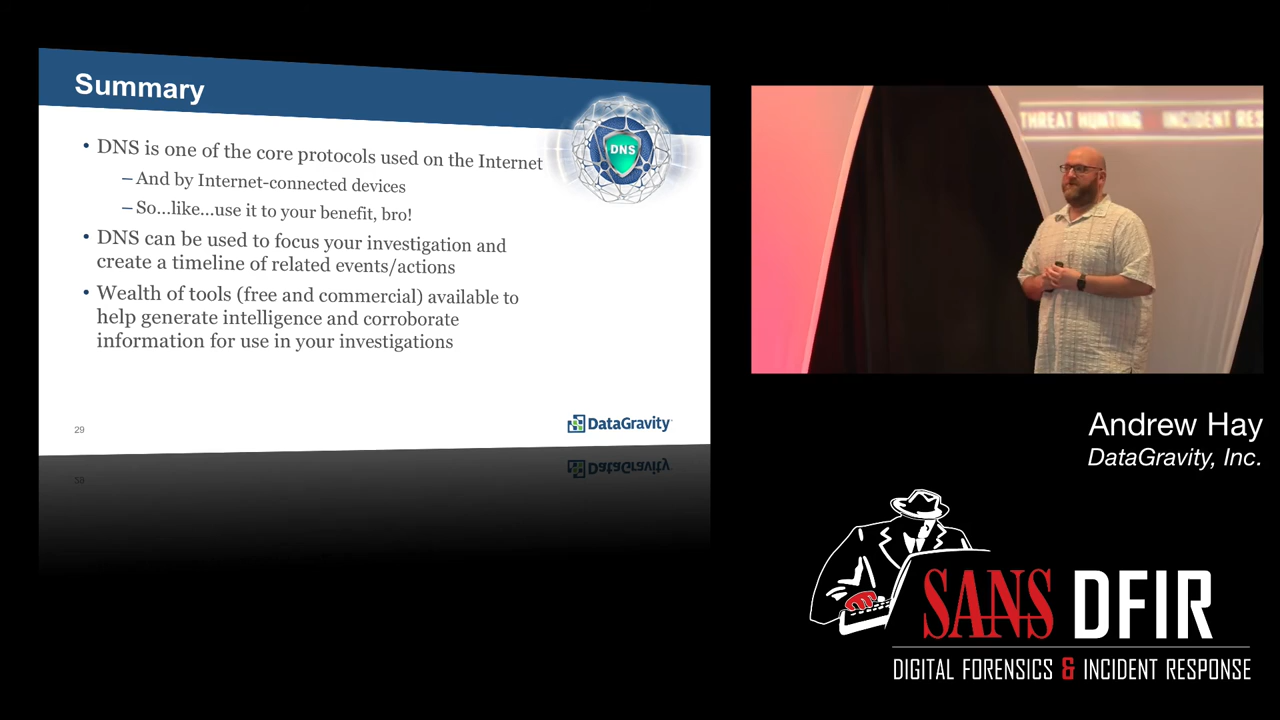 Summary
DNS
• DNS is one of the core protocols used on the Internet
– And by Internet-connected devices
– So...like...use it to your benefit, bro!
• DNS can be used to focus your investigation and
create a timeline of related events/actions
• Wealth of tools (free and commercial) available to
help generate intelligence and corroborate
information for use in your investigations
29
DataGravity
THREAT HUNTING INCIDENT RES
Andrew Hay
DataGravity, Inc.
SANS DFIR
DIGITAL FORENSICS & INCIDENT RESPONSE